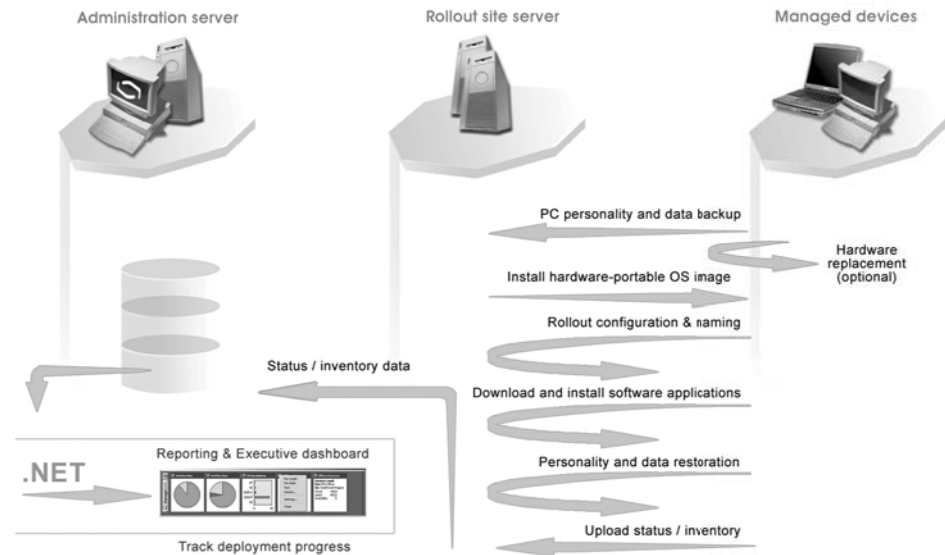 Administration server
Rollout site server
Managed devices
PC personality and data backup
Hardware
replacement
(optional)
Install hardware-portable OS image
Rollout configuration & naming
Status / inventory data
Download and install software applications
Reporting & Executive dashboard
.NET
Personality and data restoration
Upload status / inventory
Track deployment progress